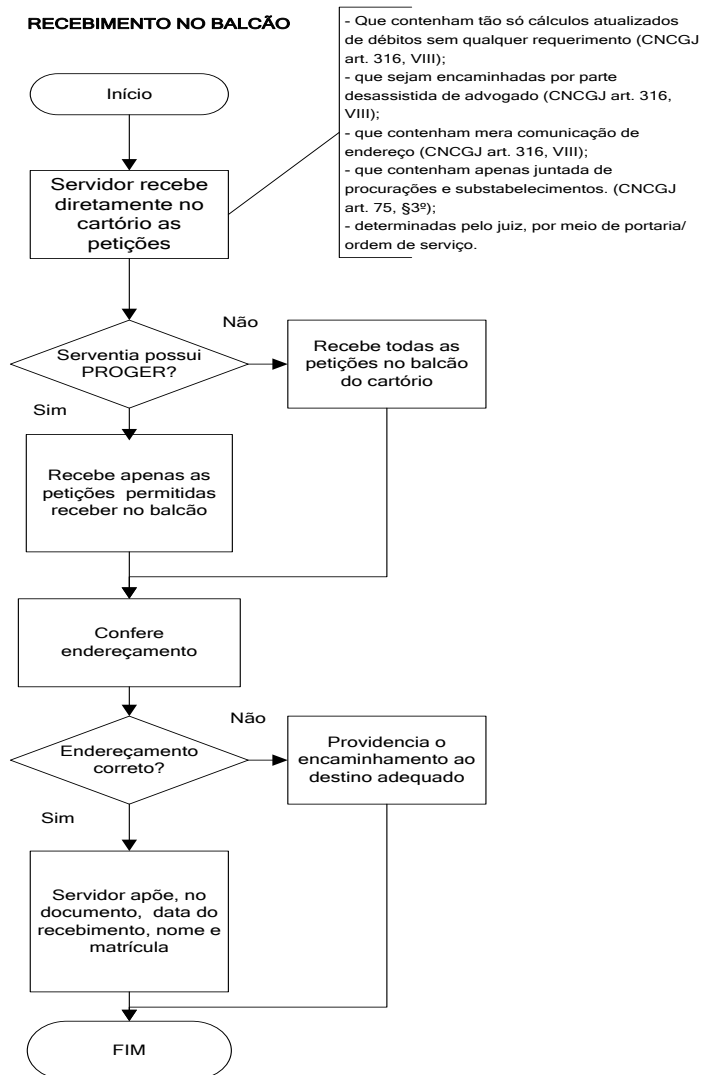 RECEBIMENTO NO BALCÃO
- Que contenham tão só cálculos atualizados
de débitos sem qualquer requerimento (CNCGJ
art. 316, VIII);
- que sejam encaminhadas por parte
desassistida de advogado (CNCGJ art. 316,
VIII);
- que contenham mera comunicação de
endereço (CNCGJ art. 316, VIII);
- que contenham apenas juntada de
procurações e substabelecimentos. (CNCGJ
art. 75, §3º);
- determinadas pelo juiz, por meio de portaria/
ordem de serviço.
Início
Servidor recebe
diretamente no
cartório as
petições
Serventia possui
PROGER?
Não
Recebe todas as
petições no balcão
do cartório
Sim
Recebe apenas as
petições permitidas
receber no balcão
Confere
endereçamento
Endereçamento
correto?
Não
Providencia o
encaminhamento ao
destino adequado
Sim
Servidor apõe, no
documento, data do
recebimento, nome e
matrícula
FIM